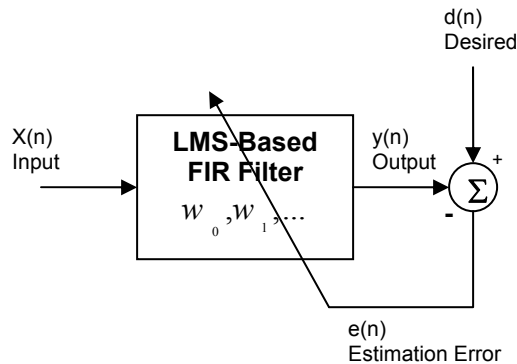 d(n)
Desired
X(n)
Input
LMS-Based
FIR Filter
w₀,w₁,...
y(n)
Output
+
Σ
-
e(n)
Estimation Error